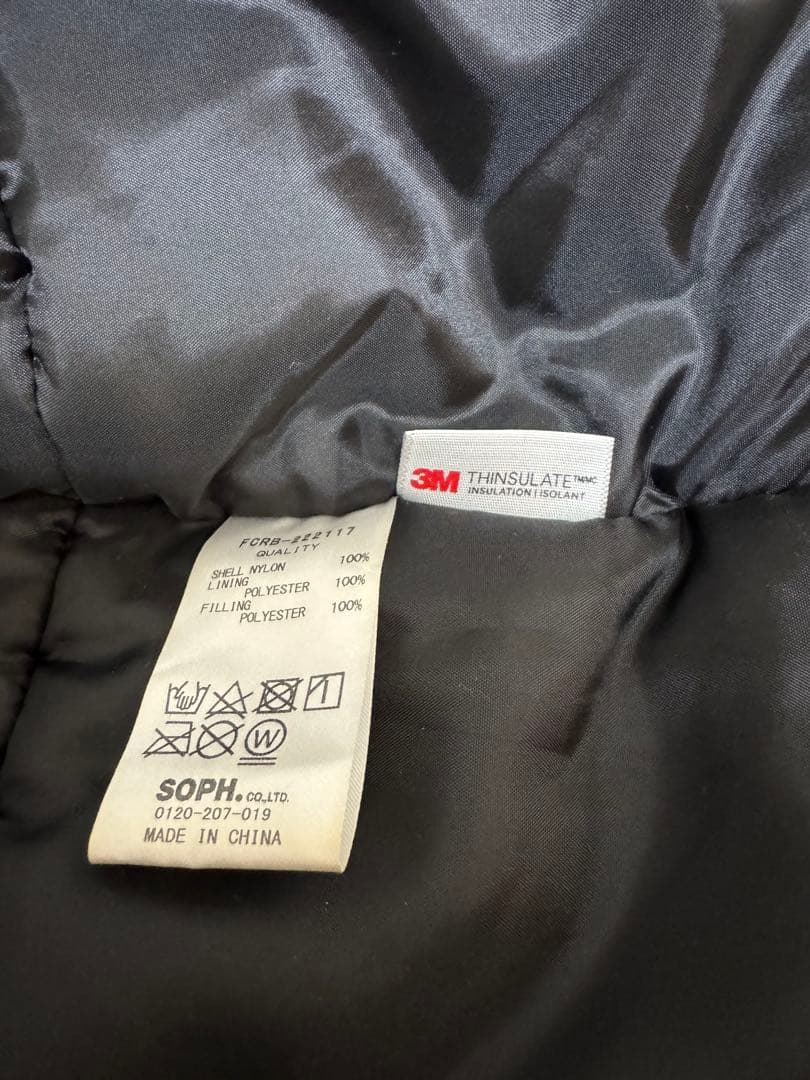 3M THINSULATE™MC
INSULATION | ISOLANT
FCRB-222117
QUALITY
SHELL NYLON 100%
LINING
POLYESTER 100%
FILLING
POLYESTER 100%
W
SOPH. CO.,LTD.
0120-207-019
MADE IN CHINA